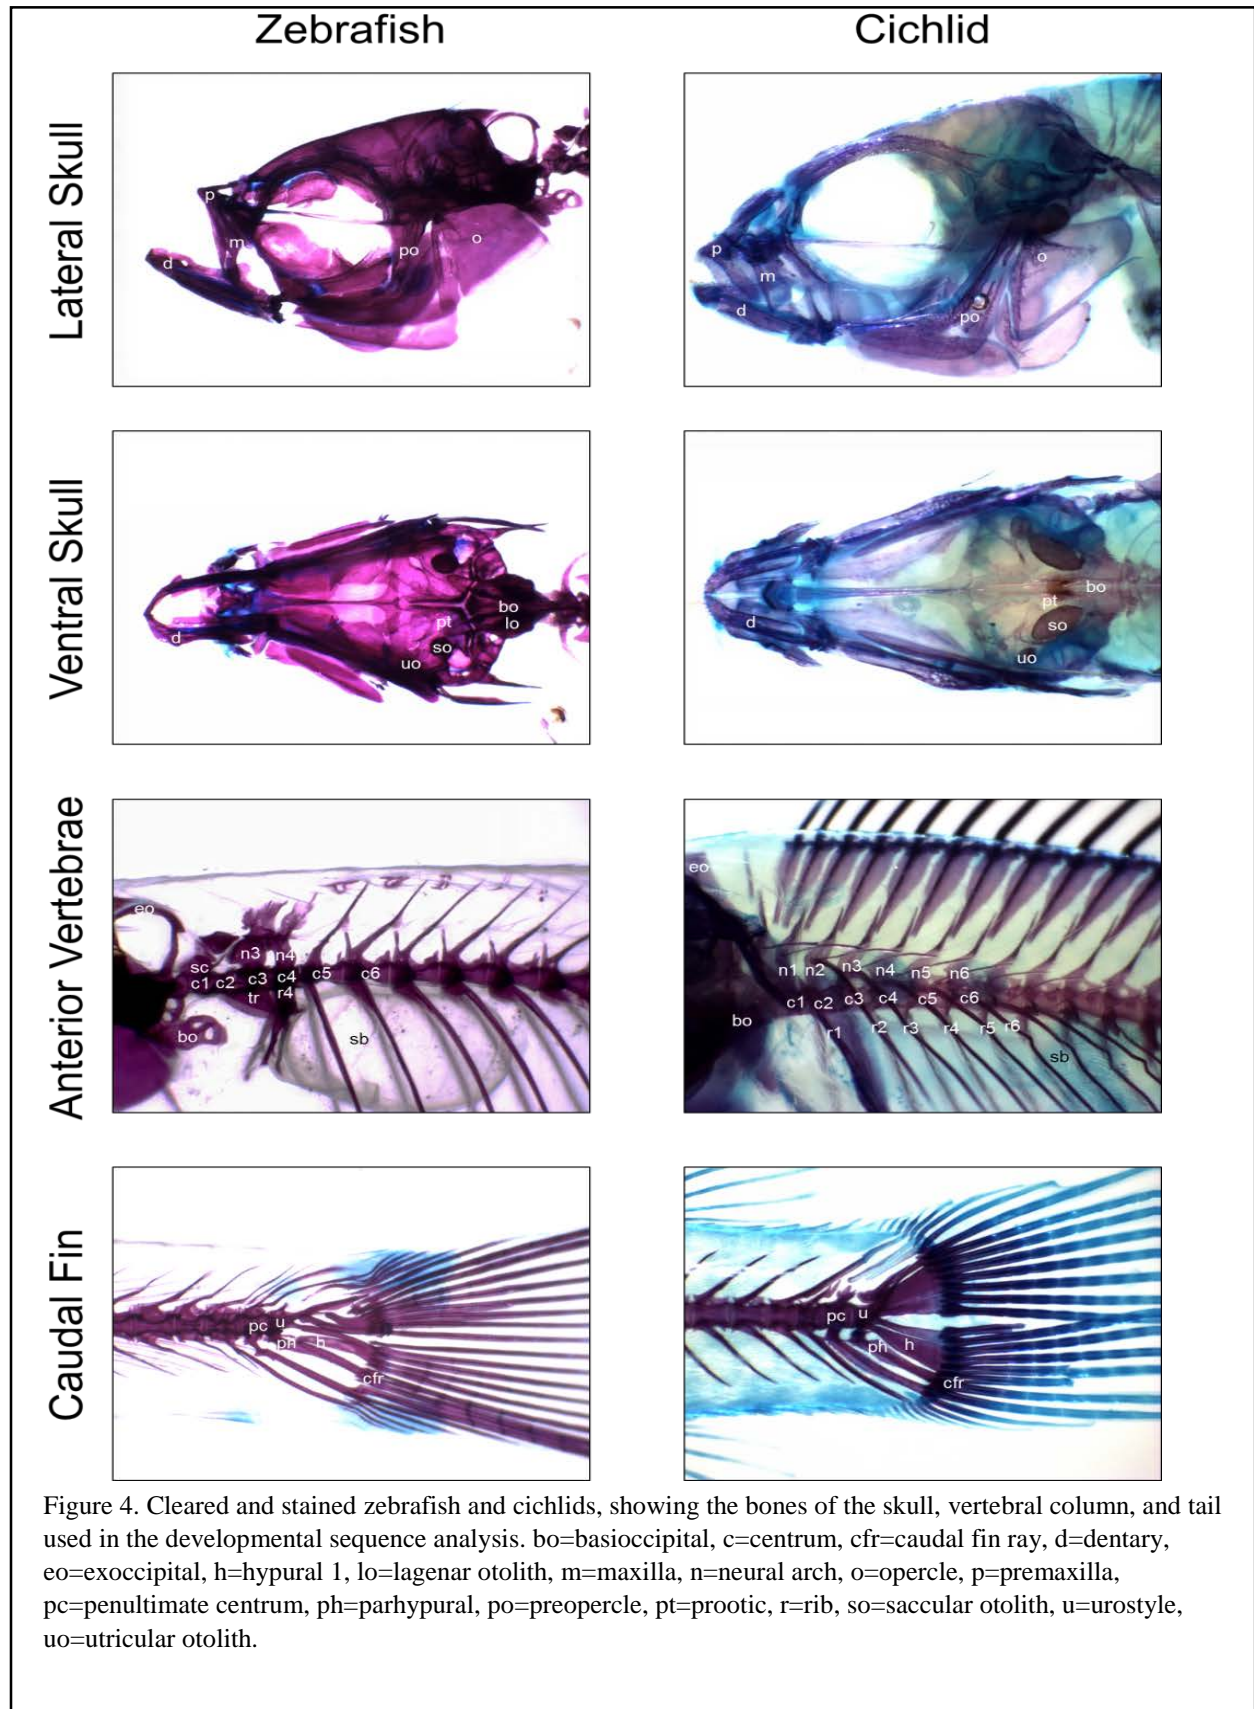 Zebrafish Cichlid
Lateral Skull
p
m
d
po
o
p
m
d
o
po
Ventral Skull
d
bo
lo
pt
so
uo
d
bo
pt
so
uo
Anterior Vertebrae
eo
n3 n4
sc
c1 c2 c3 c4 c5 c6
tr r4
bo
sb
eo
n1 n2 n3 n4 n5 n6
c1 c2 c3 c4 c5 c6
bo
r1 r2 r3 r4 r5 r6
sb
Caudal Fin
pc u
ph h
cfr
pc u
ph h
cfr
Figure 4. Cleared and stained zebrafish and cichlids, showing the bones of the skull, vertebral column, and tail
used in the developmental sequence analysis. bo=basioccipital, c=centrum, cfr=caudal fin ray, d=dentary,
eo=exoccipital, h=hypural 1, lo=lagenar otolith, m=maxilla, n=neural arch, o=opercle, p=premaxilla,
pc=penultimate centrum, ph=parhypural, po=preopercle, pt=prootic, r=rib, so=saccular otolith, u=urostyle,
uo=utricular otolith.